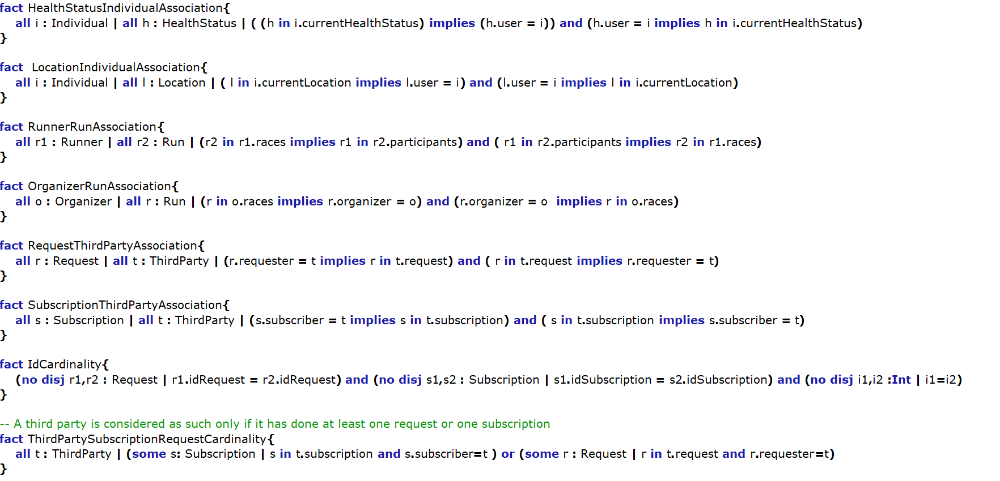 fact HealthStatusIndividualAssociation{
all i : Individual | all h : HealthStatus | ( (h in i.currentHealthStatus) implies (h.user = i)) and (h.user = i implies h in i.currentHealthStatus)
}
fact  LocationIndividualAssociation{
all i : Individual | all l : Location | ( l in i.currentLocation implies l.user = i) and (l.user = i implies l in i.currentLocation)
}
fact RunnerRunAssociation{
all r1 : Runner | all r2 : Run | (r2 in r1.races implies r1 in r2.participants) and ( r1 in r2.participants implies r2 in r1.races)
}
fact OrganizerRunAssociation{
all o : Organizer | all r : Run | (r in o.races implies r.organizer = o) and (r.organizer = o  implies r in o.races)
}
fact RequestThirdPartyAssociation{
all r : Request | all t : ThirdParty | (r.requester = t implies r in t.request) and ( r in t.request implies r.requester = t)
}
fact SubscriptionThirdPartyAssociation{
all s : Subscription | all t : ThirdParty | (s.subscriber = t implies s in t.subscription) and ( s in t.subscription implies s.subscriber = t)
}
fact IdCardinality{
(no disj r1,r2 : Request | r1.idRequest = r2.idRequest) and (no disj s1,s2 : Subscription | s1.idSubscription = s2.idSubscription) and (no disj i1,i2 :Int | i1=i2)
}
-- A third party is considered as such only if it has done at least one request or one subscription
fact ThirdPartySubscriptionRequestCardinality{
all t : ThirdParty | (some s: Subscription | s in t.subscription and s.subscriber=t ) or (some r : Request | r in t.request and r.requester=t)
}